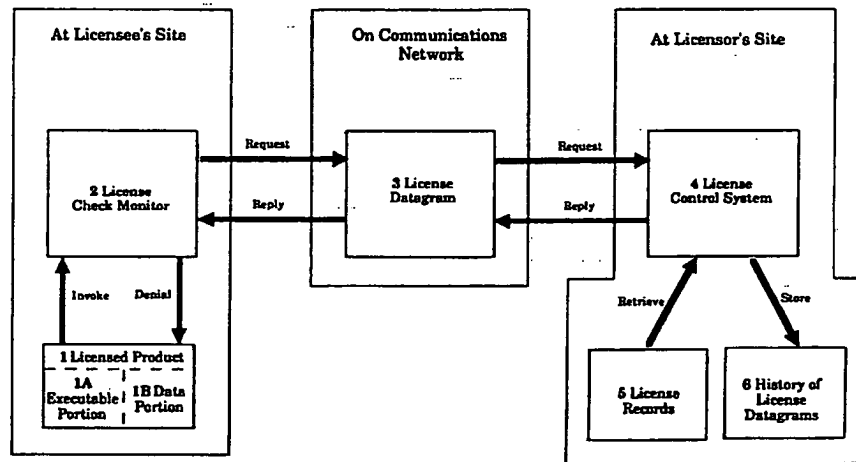 At Licensee's Site
On Communications
Network
At Licensor's Site
Request
Request
2 License
Check Monitor
3 License
Datagram
4 License
Control System
Reply
Reply
Invoke
Denial
Retrieve
Store
1 Licensed Product
1A
Executable
Portion
1B Data
Portion
5 License
Records
6 History of
License
Datagrams